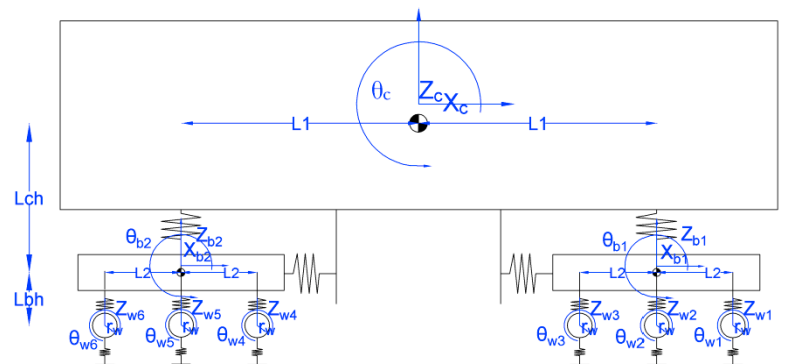 θc Zc Xc
L1 L1
Lch
θb2 Zb2 θb1 Zb1
Xb2 Xb1
L2 L2 L2 L2
Lbh
Zw6 Zw5 Zw4 Zw3 Zw2 Zw1
rw rw rw rw rw rw
θw6 θw5 θw4 θw3 θw2 θw1